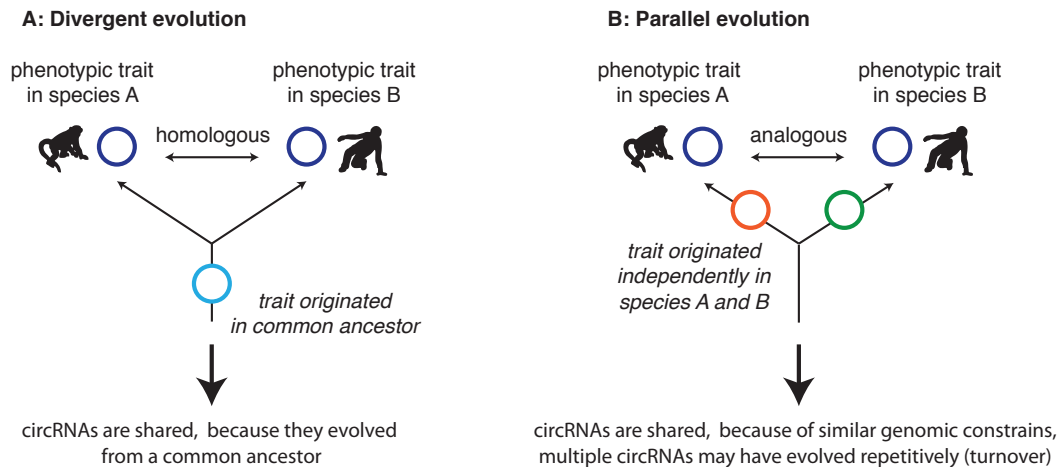 A: Divergent evolution
phenotypic trait
in species A
phenotypic trait
in species B
homologous
trait originated
in common ancestor
circRNAs are shared, because they evolved
from a common ancestor
B: Parallel evolution
phenotypic trait
in species A
phenotypic trait
in species B
analogous
trait originated
independently in
species A and B
circRNAs are shared, because of similar genomic constrains,
multiple circRNAs may have evolved repetitively (turnover)